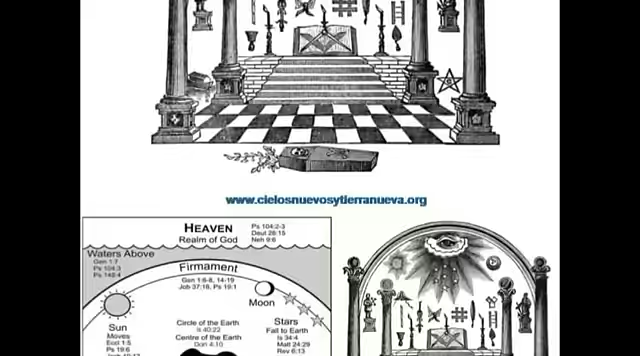 www.cielosnuevosytierranueva.org
HEAVEN
Realm of God
Ps 104:2-3
Deut 26:15
Neh 9:6
Waters Above
Gen 1:7
Ps 104:3
Ps 148:4
Firmament
Gen 1:6-8, 14-19
Job 37:18, Ps 19:1
Moon
Sun
Moves
Eccl 1:5
Ps 19:6
Circle of the Earth
Is 40:22
Centre of the Earth
Dan 4:10
Stars
Fall to Earth
Is 34:4
Matt 24:29
Rev 6:13